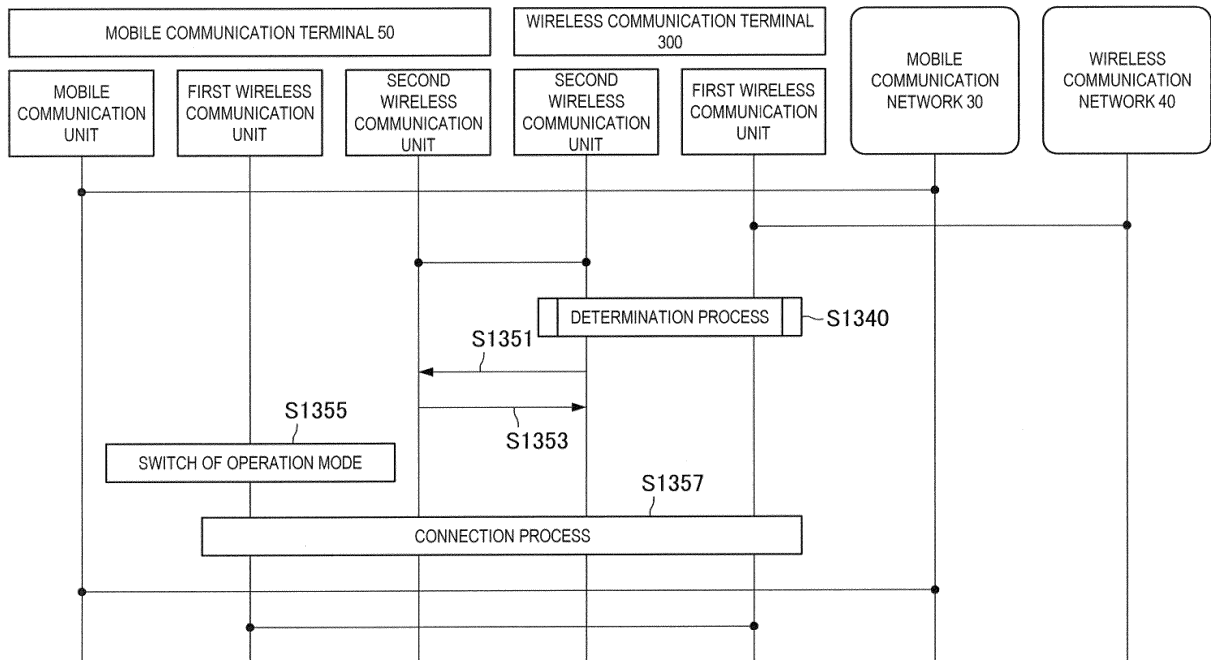 MOBILE COMMUNICATION TERMINAL 50
WIRELESS COMMUNICATION TERMINAL
300
MOBILE
COMMUNICATION
NETWORK 30
WIRELESS
COMMUNICATION
NETWORK 40
MOBILE
COMMUNICATION
UNIT
FIRST WIRELESS
COMMUNICATION
UNIT
SECOND
WIRELESS
COMMUNICATION
UNIT
SECOND
WIRELESS
COMMUNICATION
UNIT
FIRST WIRELESS
COMMUNICATION
UNIT
DETERMINATION PROCESS
S1340
S1351
S1353
S1355
SWITCH OF OPERATION MODE
S1357
CONNECTION PROCESS